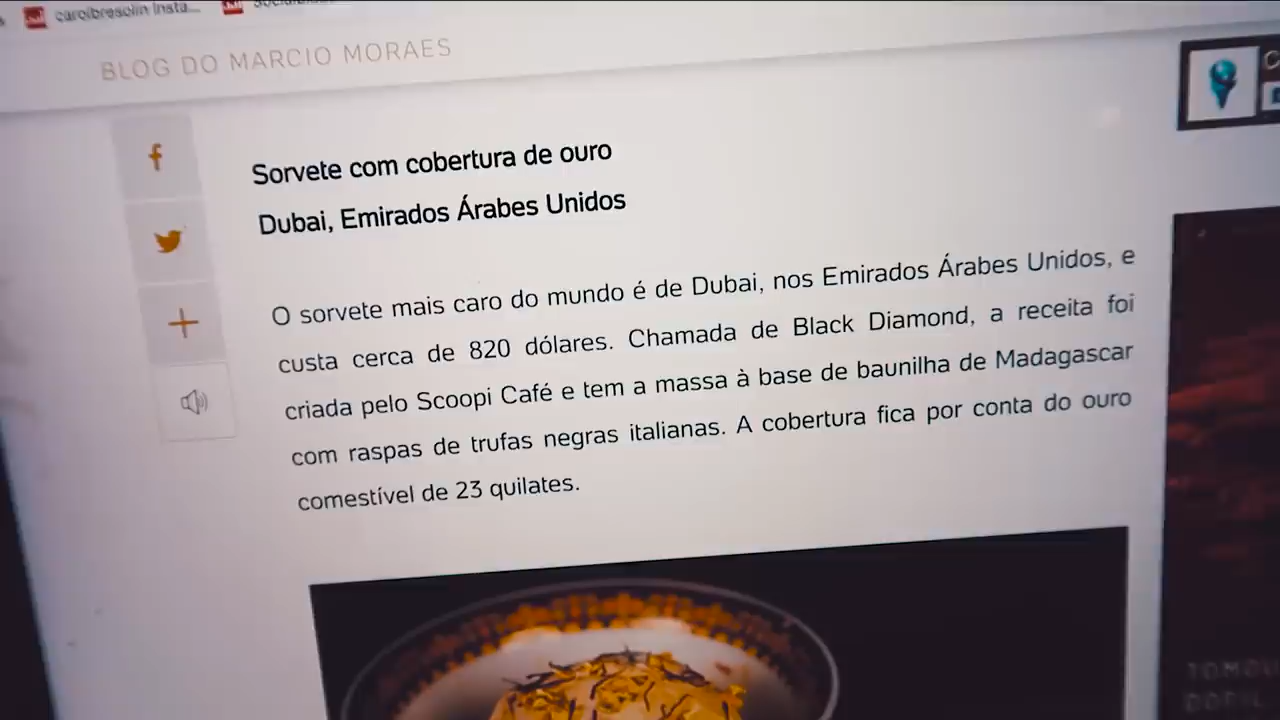 carolbresolin Insta...
BLOG DO MARCIO MORAES
Sorvete com cobertura de ouro
Dubai, Emirados Árabes Unidos
O sorvete mais caro do mundo é de Dubai, nos Emirados Árabes Unidos, e
custa cerca de 820 dólares. Chamada de Black Diamond, a receita foi
criada pelo Scoopi Café e tem a massa à base de baunilha de Madagascar
com raspas de trufas negras italianas. A cobertura fica por conta do ouro
comestível de 23 quilates.